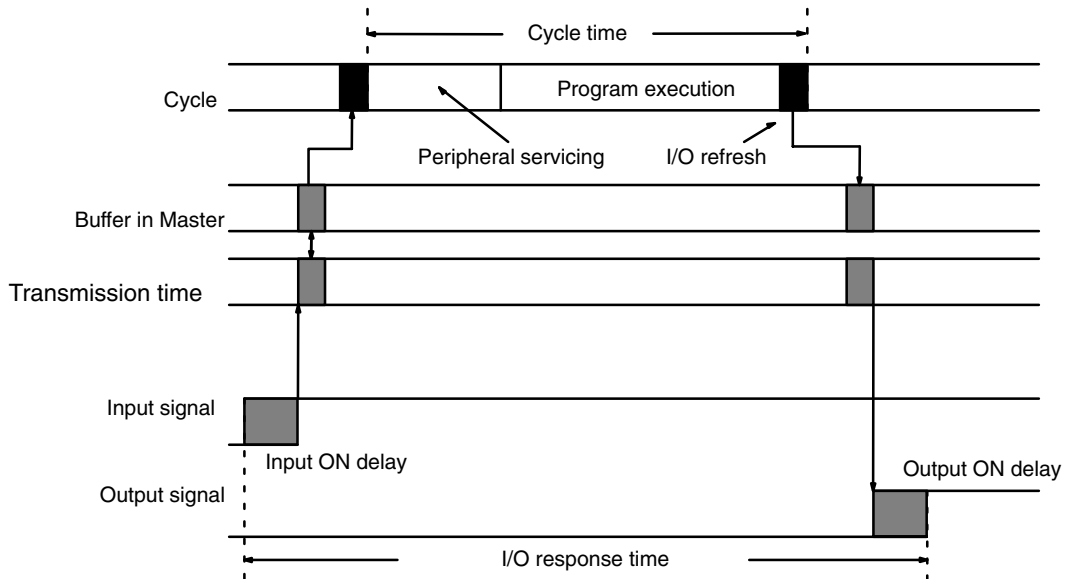 Cycle time
Cycle
Program execution
Peripheral servicing
I/O refresh
Buffer in Master
Transmission time
Input signal
Input ON delay
Output ON delay
Output signal
I/O response time